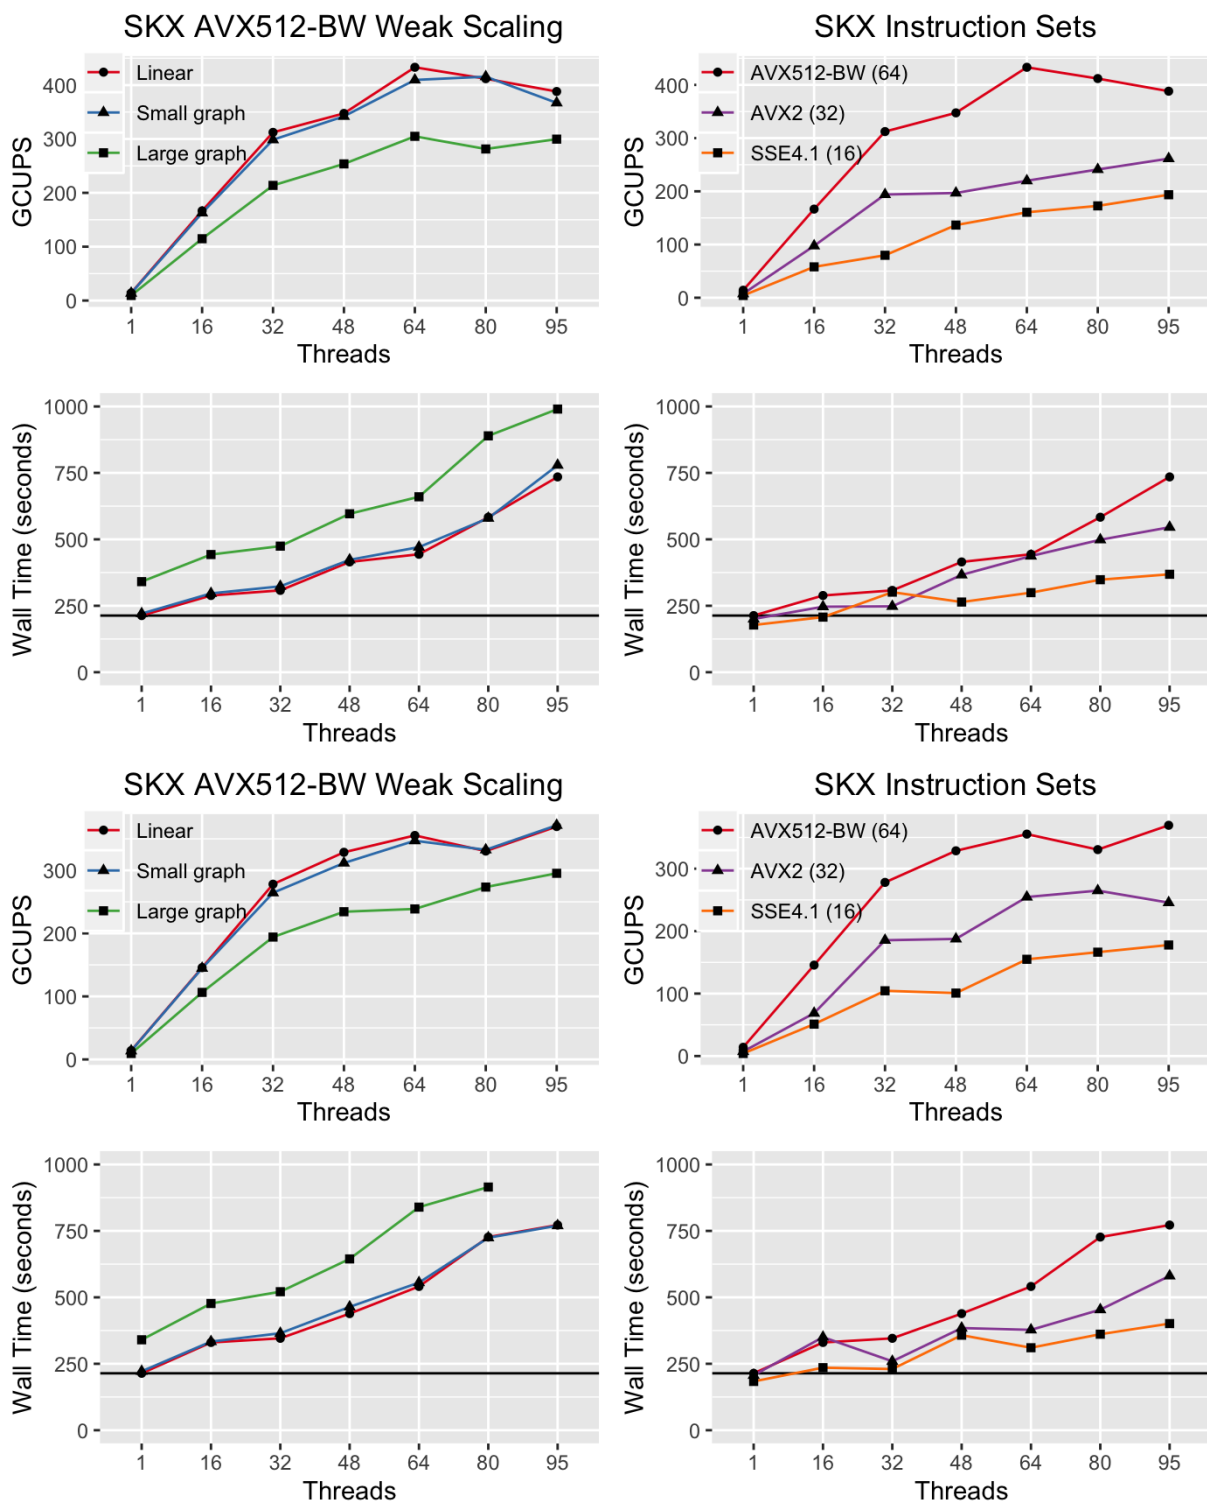 SKX AVX512-BW Weak Scaling
Linear
Small graph
Large graph
GCUPS
400
300
200
100
0
1 16 32 48 64 80 95
Threads
SKX Instruction Sets
AVX512-BW (64)
AVX2 (32)
SSE4.1 (16)
GCUPS
400
300
200
100
0
1 16 32 48 64 80 95
Threads
Wall Time (seconds)
1000
750
500
250
0
1 16 32 48 64 80 95
Threads
Wall Time (seconds)
1000
750
500
250
0
1 16 32 48 64 80 95
Threads
SKX AVX512-BW Weak Scaling
Linear
Small graph
Large graph
GCUPS
300
200
100
0
1 16 32 48 64 80 95
Threads
SKX Instruction Sets
AVX512-BW (64)
AVX2 (32)
SSE4.1 (16)
GCUPS
300
200
100
0
1 16 32 48 64 80 95
Threads
Wall Time (seconds)
1000
750
500
250
0
1 16 32 48 64 80 95
Threads
Wall Time (seconds)
1000
750
500
250
0
1 16 32 48 64 80 95
Threads